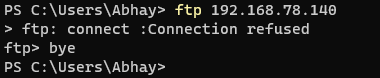 PS C:\Users\Abhay> ftp 192.168.78.140
> ftp: connect :Connection refused
ftp> bye
PS C:\Users\Abhay>